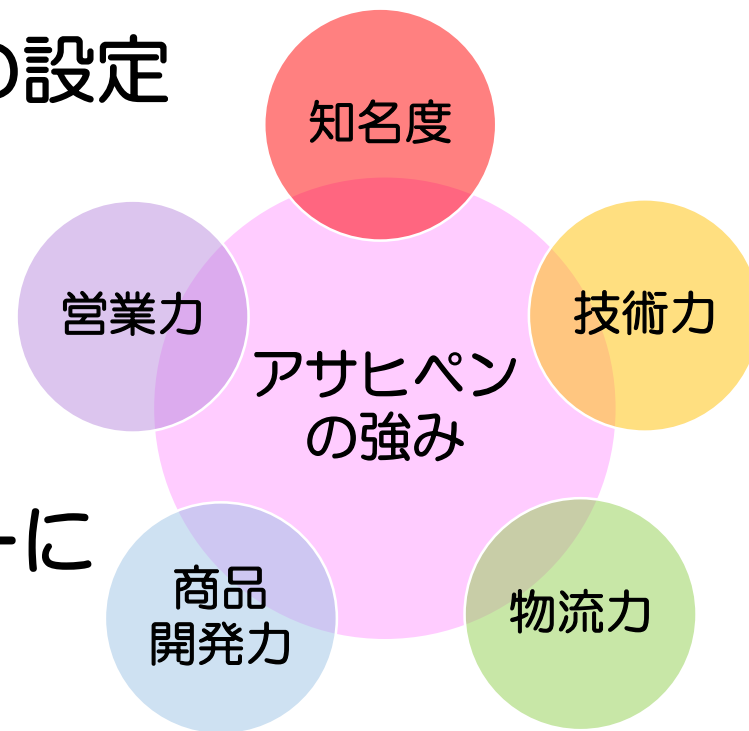 の設定
知名度
営業力
技術力
アサヒペン
の強み
ーに
商品
開発力
物流力